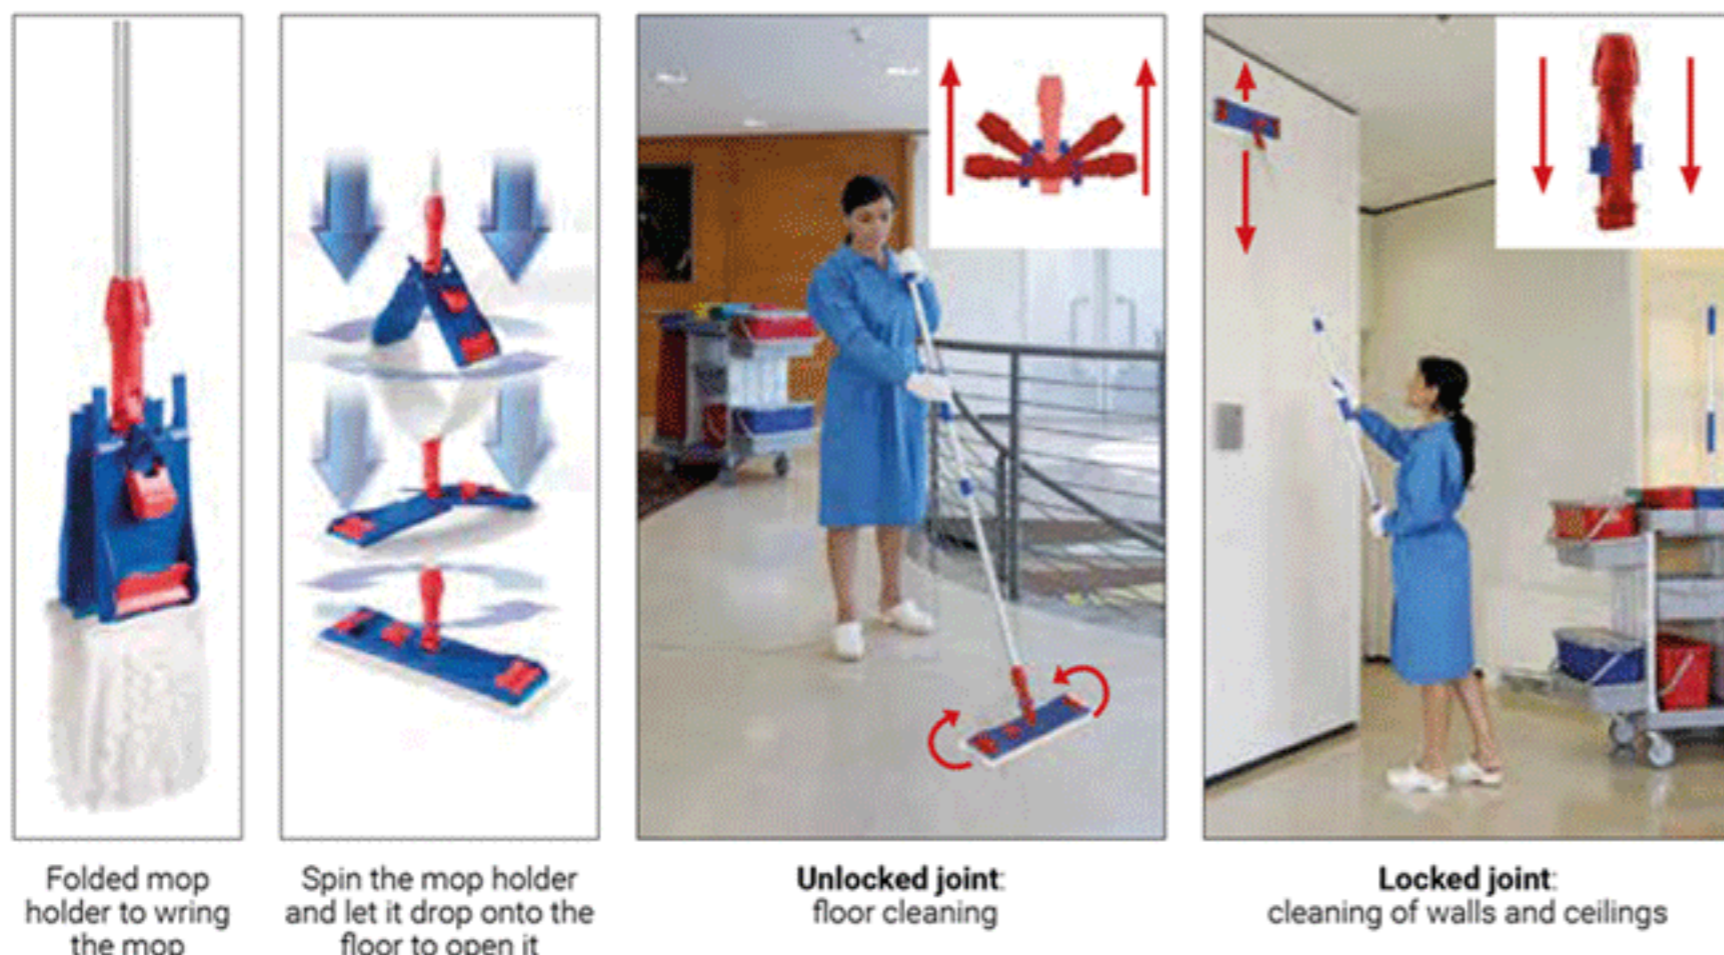 Folded mop
holder to wring
the mop
Spin the mop holder
and let it drop onto the
floor to open it
Unlocked joint:
floor cleaning
Locked joint:
cleaning of walls and ceilings